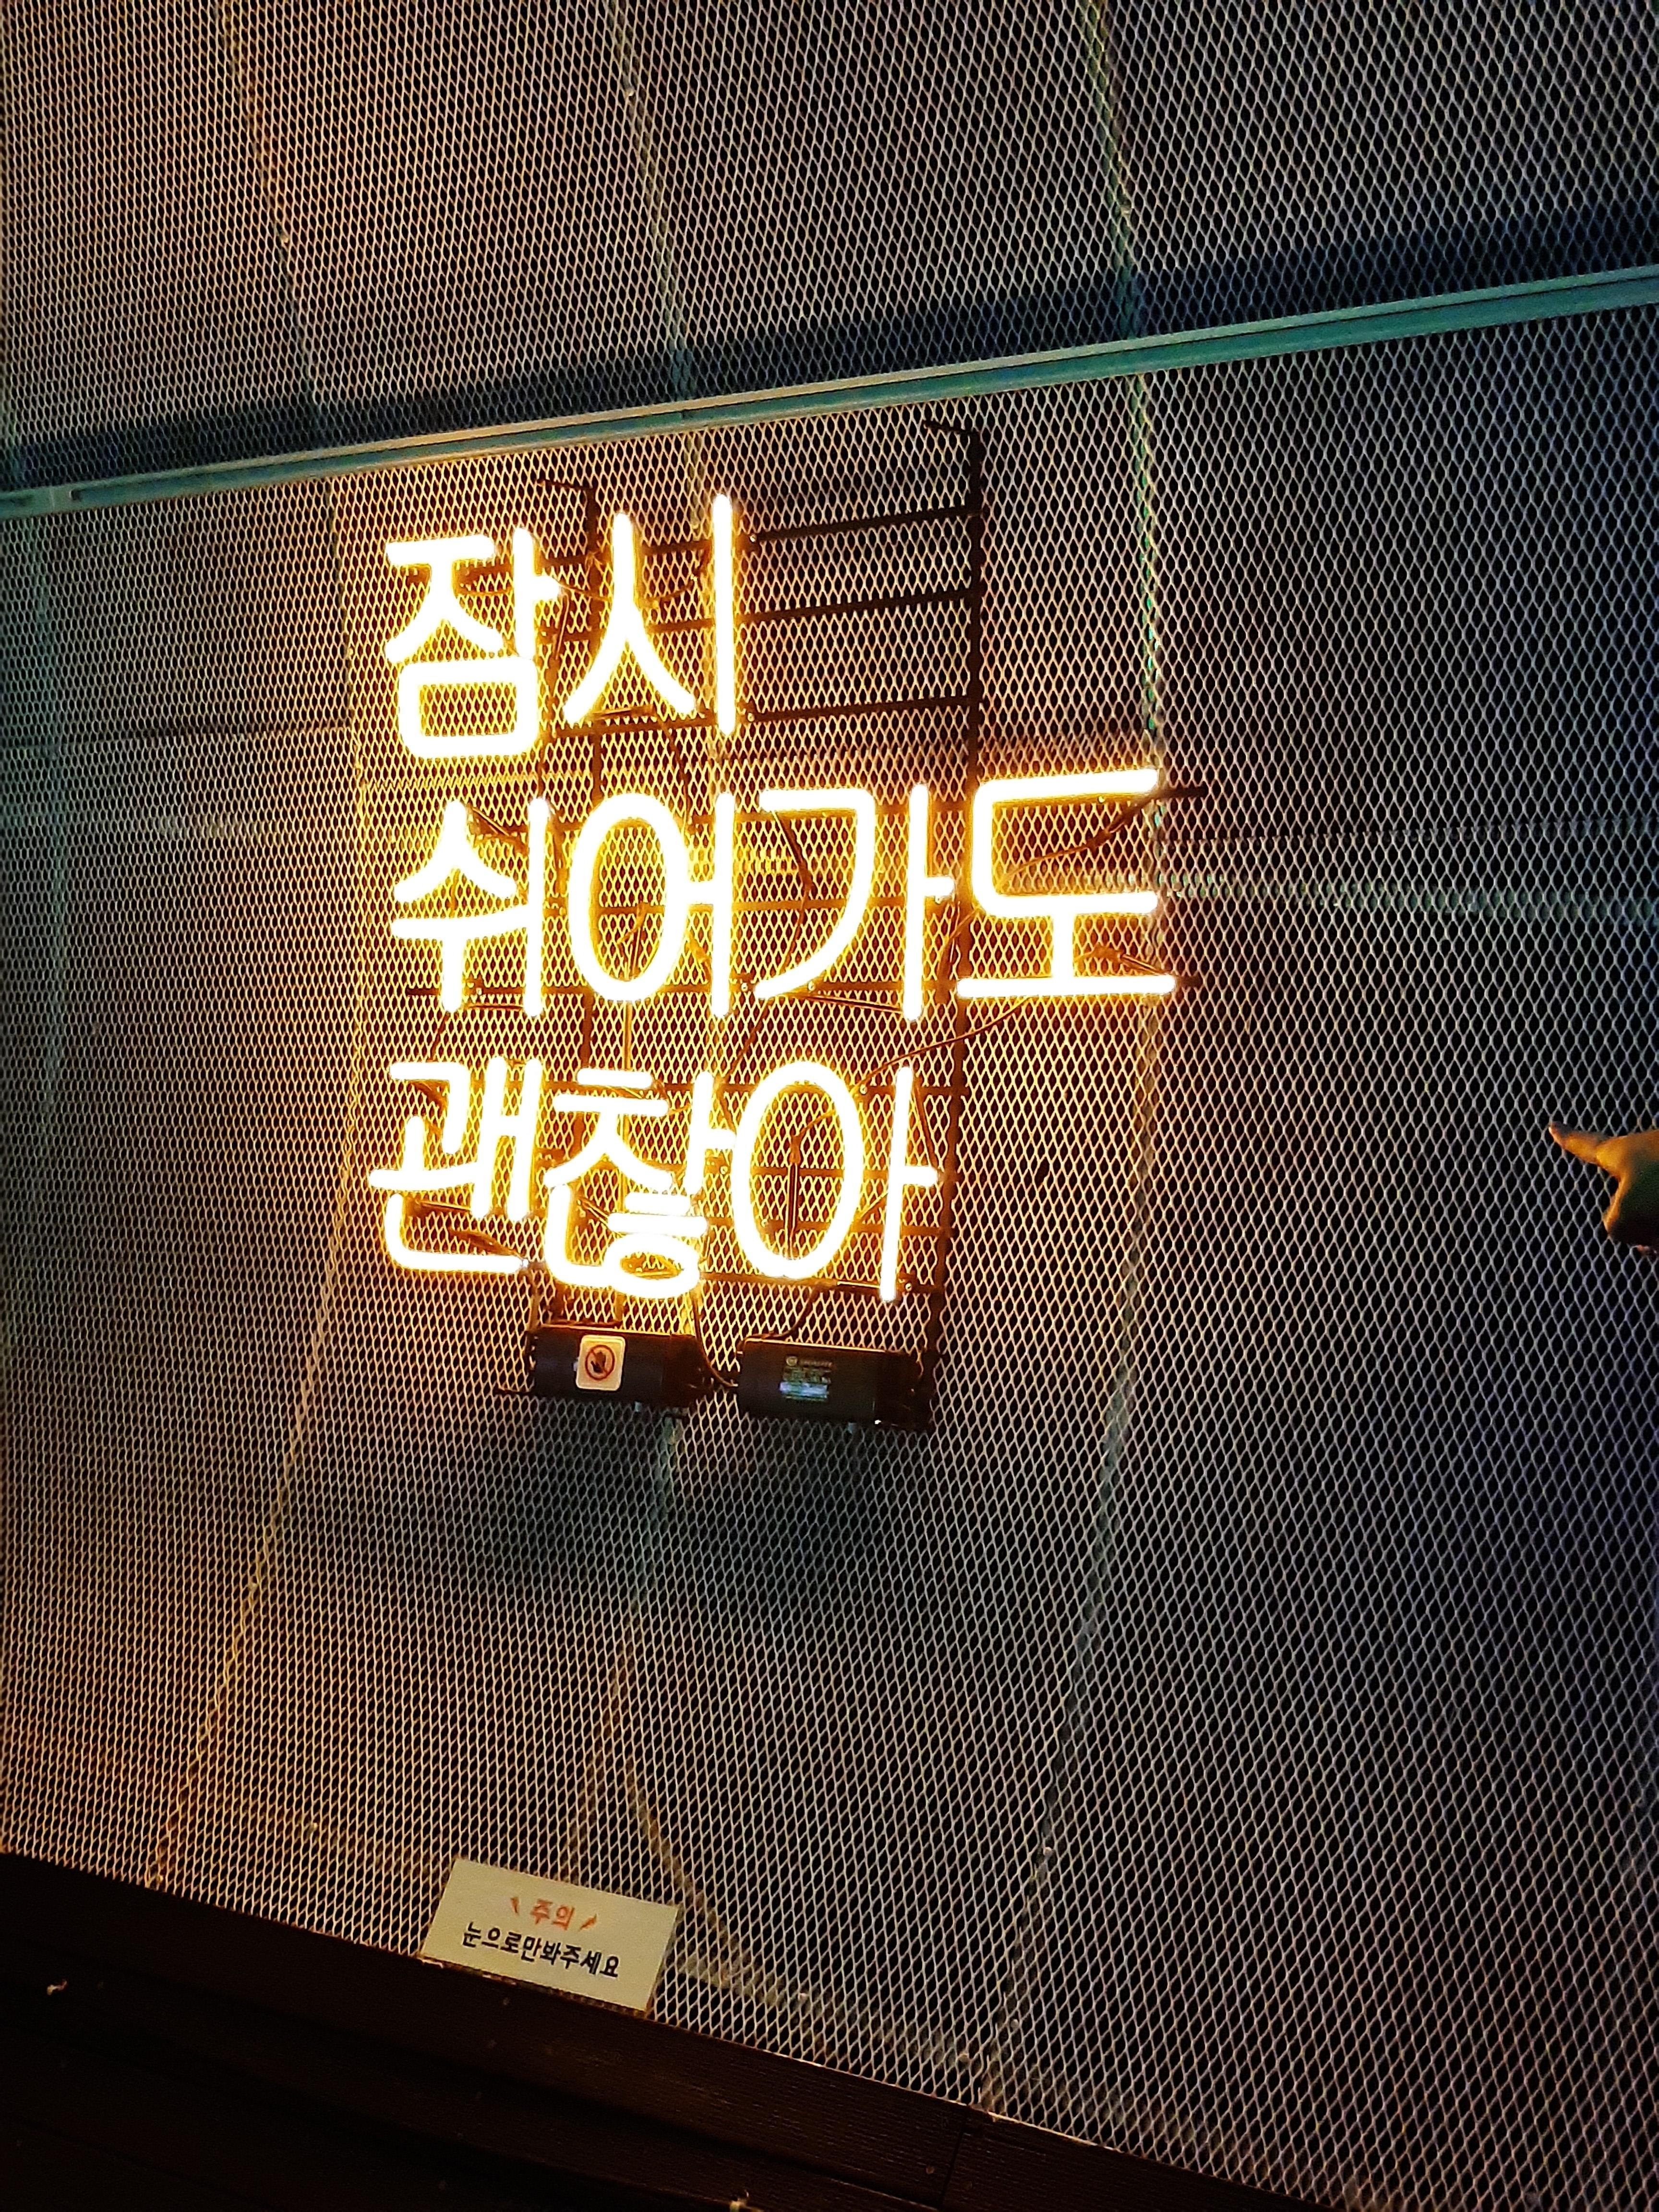 잠시
쉬어가도
괜찮아
주의
눈으로만봐주세요